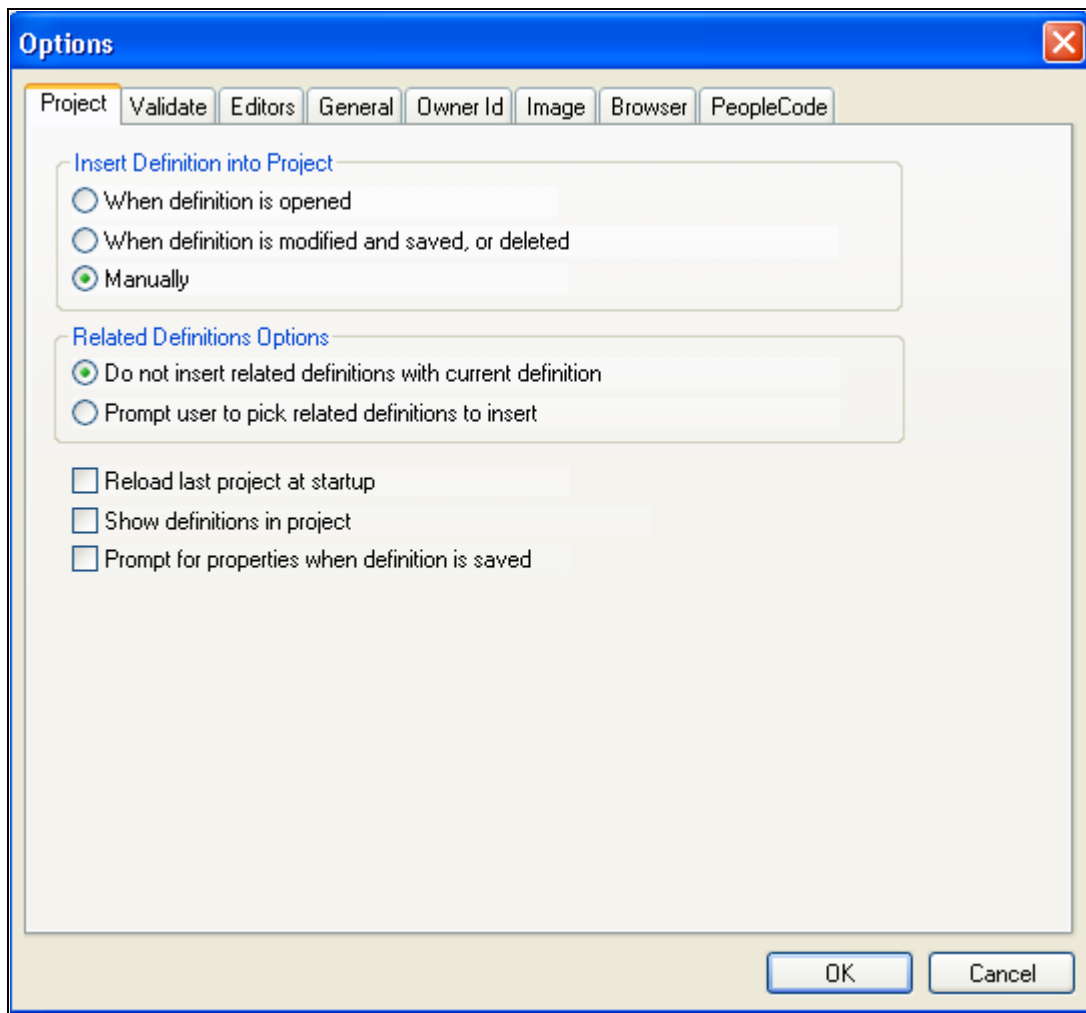 Options
Project Validate Editors General Owner Id Image Browser PeopleCode
Insert Definition into Project
When definition is opened
When definition is modified and saved, or deleted
Manually
Related Definitions Options
Do not insert related definitions with current definition
Prompt user to pick related definitions to insert
Reload last project at startup
Show definitions in project
Prompt for properties when definition is saved
OK Cancel